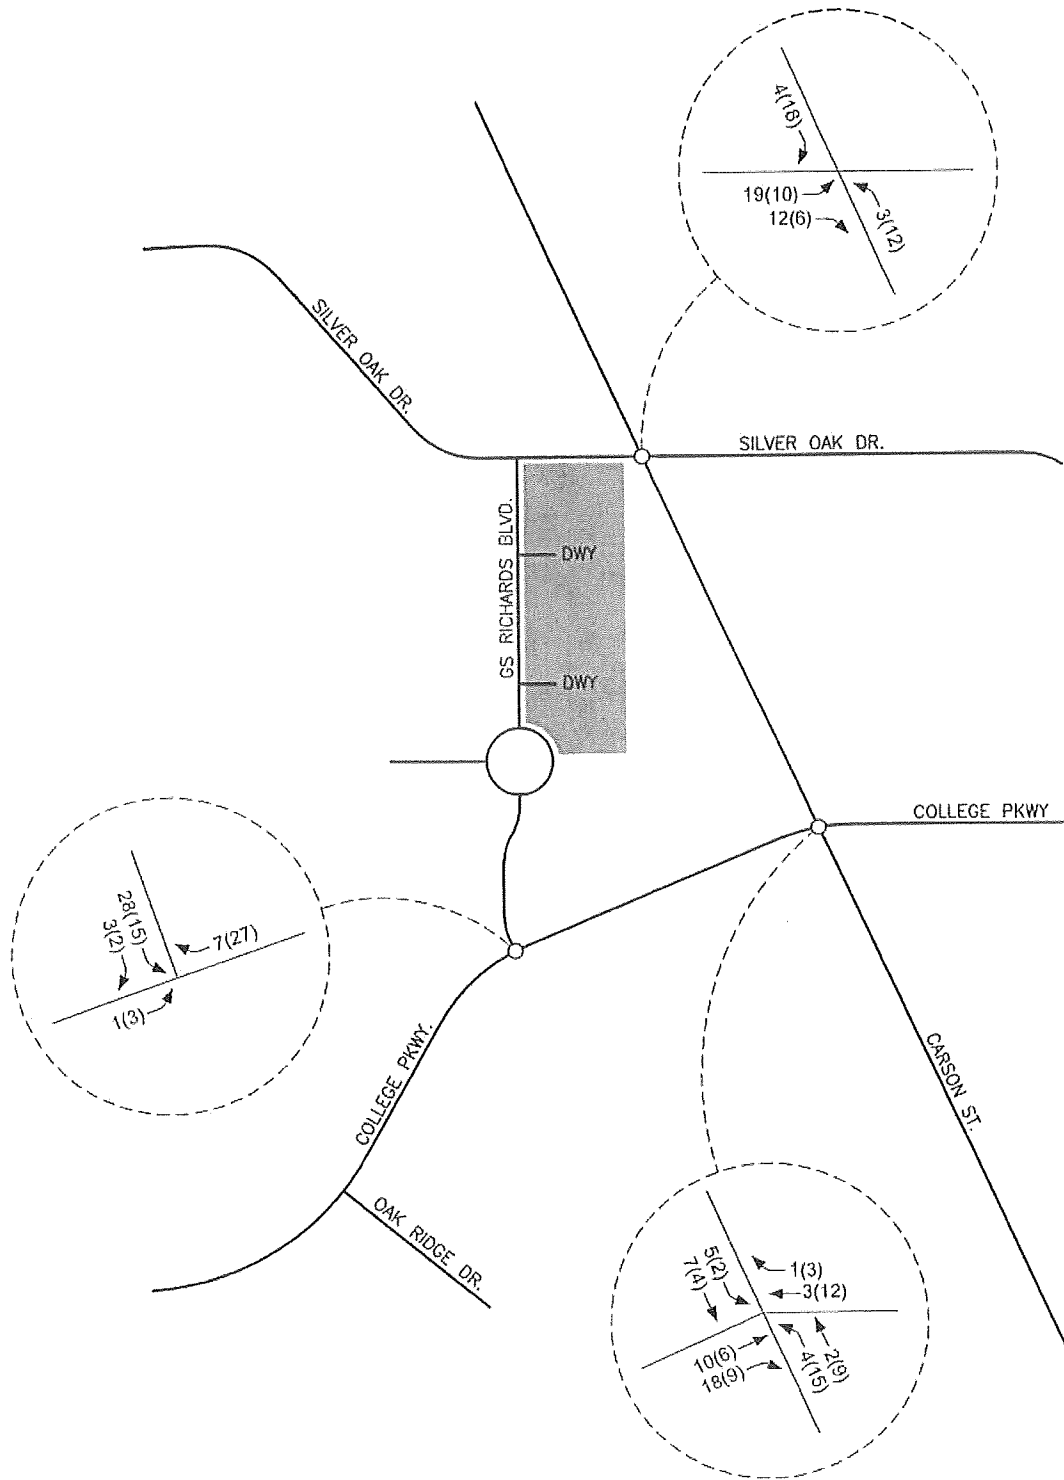 4(18)
19(10)
12(6)
3(12)
SILVER OAK DR.
SILVER OAK DR.
GS RICHARDS BLVD.
DWY
DWY
COLLEGE PKWY
28(15)
3(2)
7(27)
1(3)
COLLEGE PKWY.
CARSON ST.
OAK RIDGE DR.
5(2)
7(4)
1(3)
3(12)
10(6)
18(9)
4(15)
2(9)